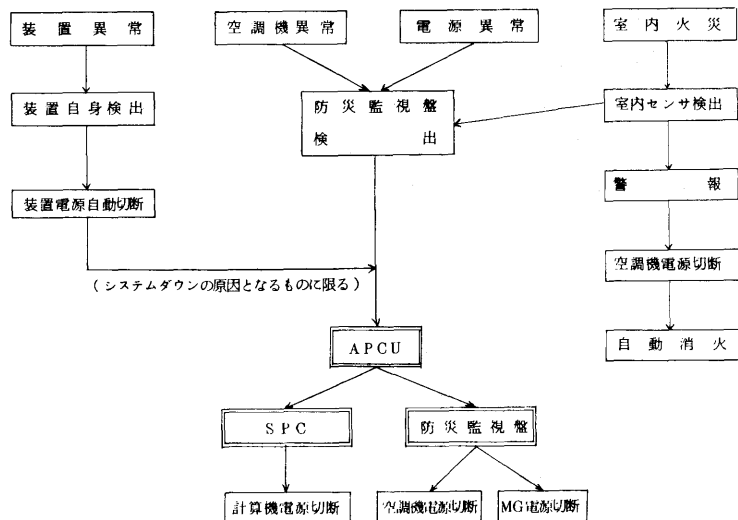 装置異常
空調機異常
電源異常
室内火災
装置自身検出
防災監視盤
検出
室内センサ検出
装置電源自動切断
警報
空調機電源切断
(システムダウンの原因となるものに限る)
自動消火
APCU
SPC
防災監視盤
計算機電源切断
空調機電源切断
MG電源切断